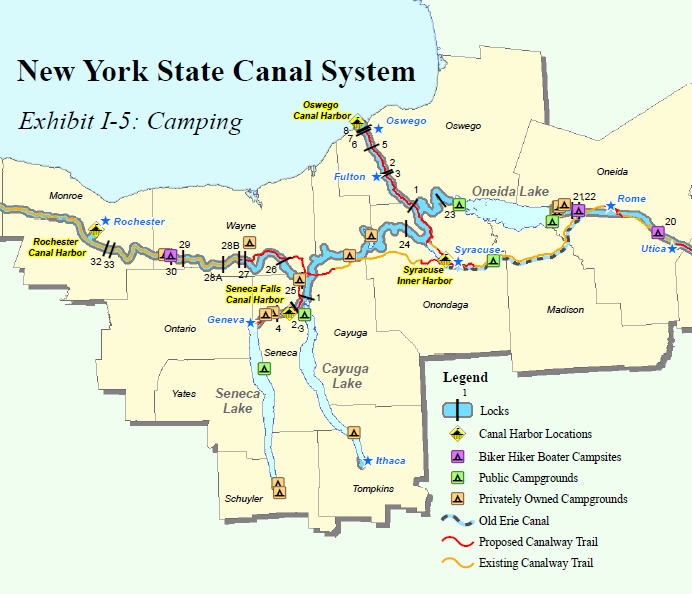 New York State Canal System
Exhibit I-5: Camping
Oswego
Canal Harbor
Oswego
Oswego
8
7
6
5
2
3
Fulton
1
Oneida
Oneida Lake
23
2122
Rome
20
Utica
Monroe
Rochester
Rochester
Canal Harbor
32 33
Wayne
29
30
28B
28A
27
26
25
24
Syracuse
Syracuse
Inner Harbor
Seneca Falls
Canal Harbor
1
Geneva
4
2-3
Onondaga
Madison
Ontario
Seneca
Cayuga
Cayuga
Lake
Yates
Seneca
Lake
Ithaca
Schuyler
Tompkins
Legend
1
Locks
Canal Harbor Locations
Biker Hiker Boater Campsites
Public Campgrounds
Privately Owned Campgrounds
Old Erie Canal
Proposed Canalway Trail
Existing Canalway Trail